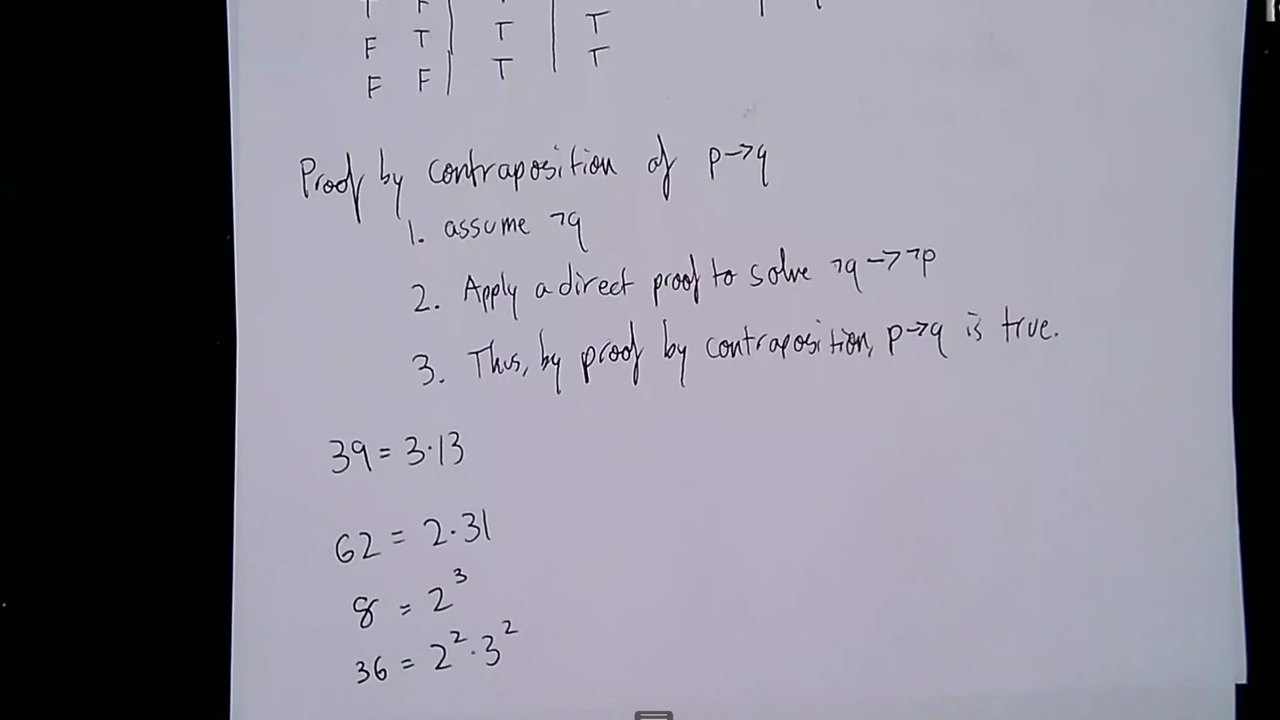 T F
F T | T | T
F F | T T
Proof by contraposition of p→q
1. assume ¬q
2. Apply a direct proof to solve ¬q→¬p
3. Thus, by proof by contraposition, p→q is true.
39 = 3·13
62 = 2·31
8 = 2³
36 = 2²·3²